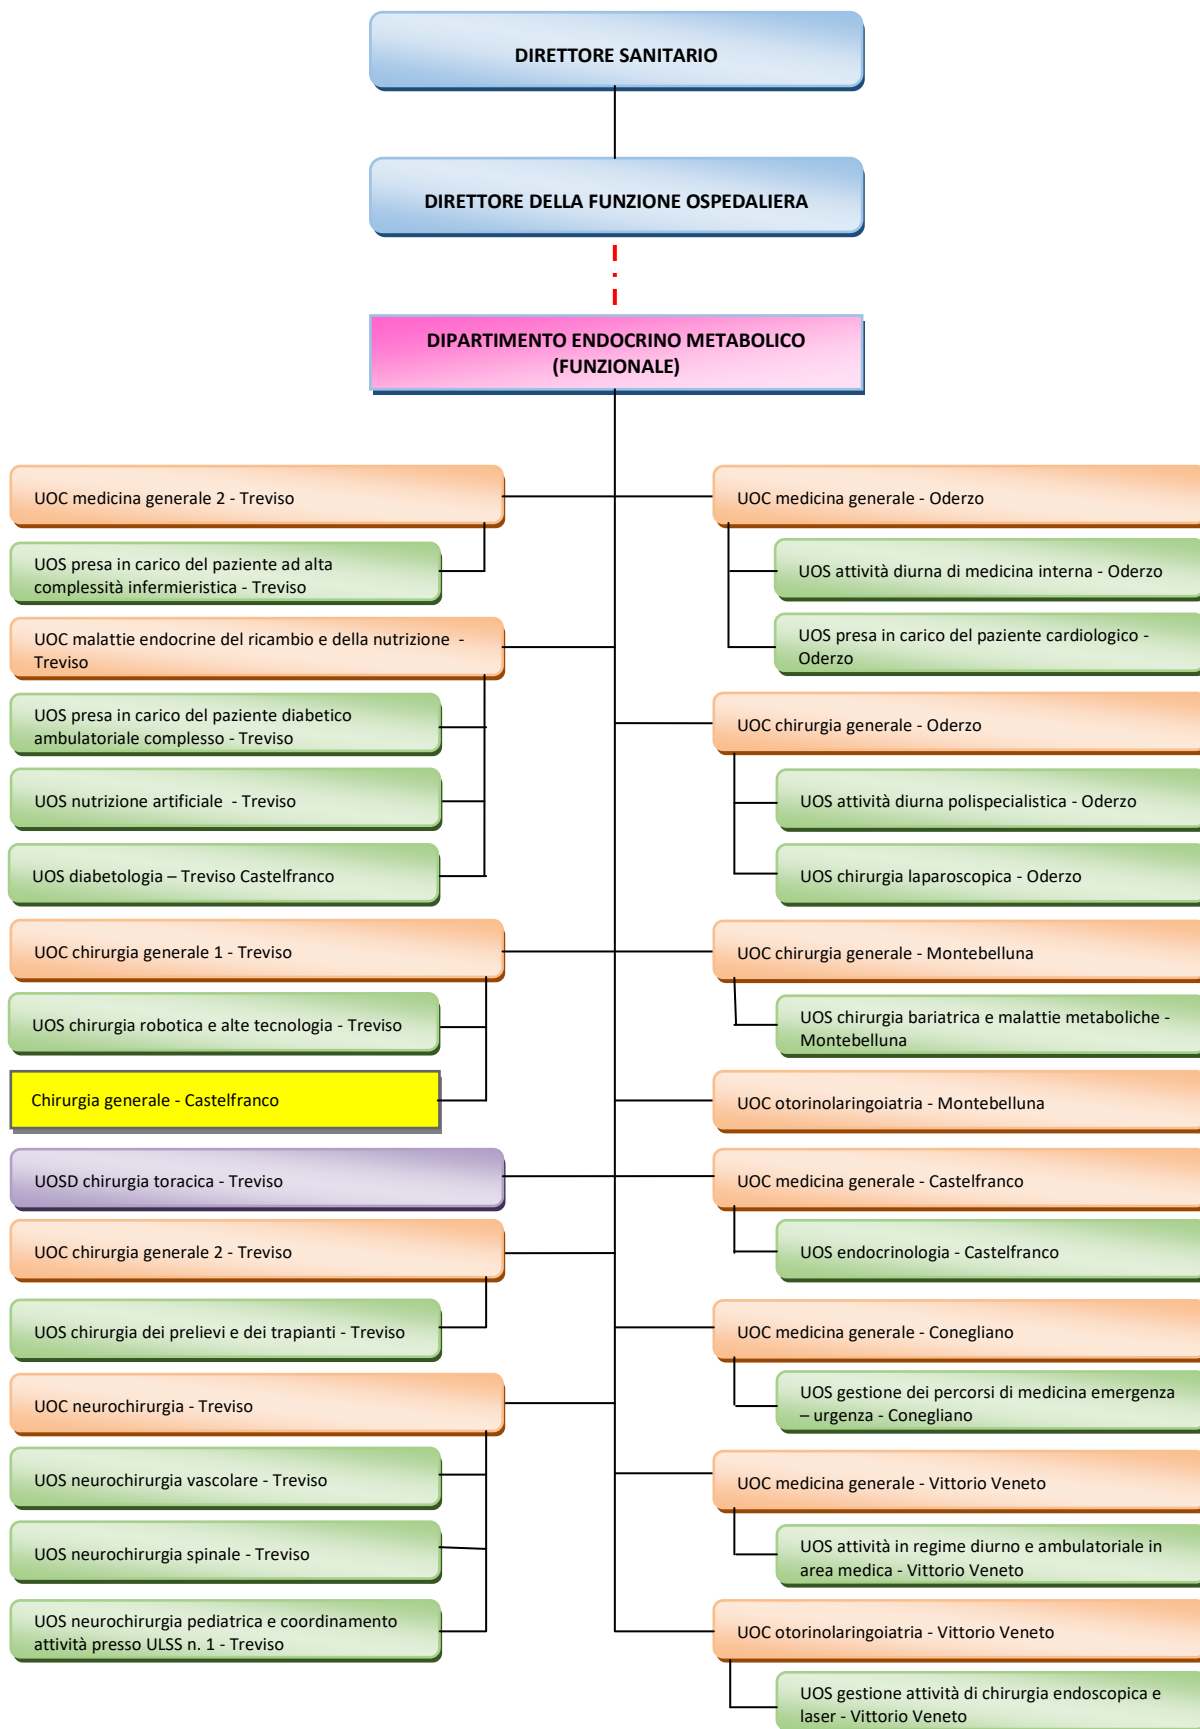 DIRETTORE SANITARIO
DIRETTORE DELLA FUNZIONE OSPEDALIERA
DIPARTIMENTO ENDOCRINO METABOLICO
(FUNZIONALE)
UOC medicina generale 2 - Treviso
UOS presa in carico del paziente ad alta
complessità infermieristica - Treviso
UOC malattie endocrine del ricambio e della nutrizione -
Treviso
UOS presa in carico del paziente diabetico
ambulatoriale complesso - Treviso
UOS nutrizione artificiale - Treviso
UOS diabetologia – Treviso Castelfranco
UOC chirurgia generale 1 - Treviso
UOS chirurgia robotica e alte tecnologia - Treviso
Chirurgia generale - Castelfranco
UOSD chirurgia toracica - Treviso
UOC chirurgia generale 2 - Treviso
UOS chirurgia dei prelievi e dei trapianti - Treviso
UOC neurochirurgia - Treviso
UOS neurochirurgia vascolare - Treviso
UOS neurochirurgia spinale - Treviso
UOS neurochirurgia pediatrica e coordinamento
attività presso ULSS n. 1 - Treviso
UOC medicina generale - Oderzo
UOS attività diurna di medicina interna - Oderzo
UOS presa in carico del paziente cardiologico -
Oderzo
UOC chirurgia generale - Oderzo
UOS attività diurna polispecialistica - Oderzo
UOS chirurgia laparoscopica - Oderzo
UOC chirurgia generale - Montebelluna
UOS chirurgia bariatrica e malattie metaboliche -
Montebelluna
UOC otorinolaringoiatria - Montebelluna
UOC medicina generale - Castelfranco
UOS endocrinologia - Castelfranco
UOC medicina generale - Conegliano
UOS gestione dei percorsi di medicina emergenza
– urgenza - Conegliano
UOC medicina generale - Vittorio Veneto
UOS attività in regime diurno e ambulatoriale in
area medica - Vittorio Veneto
UOC otorinolaringoiatria - Vittorio Veneto
UOS gestione attività di chirurgia endoscopica e
laser - Vittorio Veneto